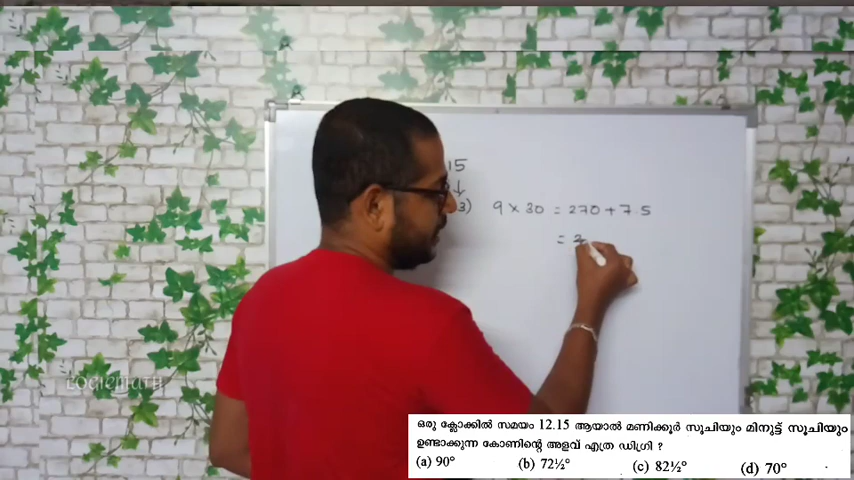 15
↓
3) 9 × 30 = 270 + 7.5
=
LOGICMATH
ഒരു ക്ലോക്കിൽ സമയം 12.15 ആയാൽ മണിക്കൂർ സൂചിയും മിനുട്ട് സൂചിയും
ഉണ്ടാക്കുന്ന കോണിന്റെ അളവ് എത്ര ഡിഗ്രി ?
(a) 90° (b) 72½° (c) 82½° (d) 70°